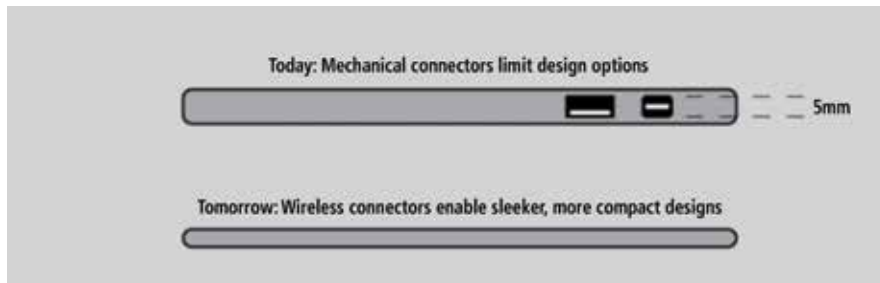 Today: Mechanical connectors limit design options
5mm
Tomorrow: Wireless connectors enable sleeker, more compact designs